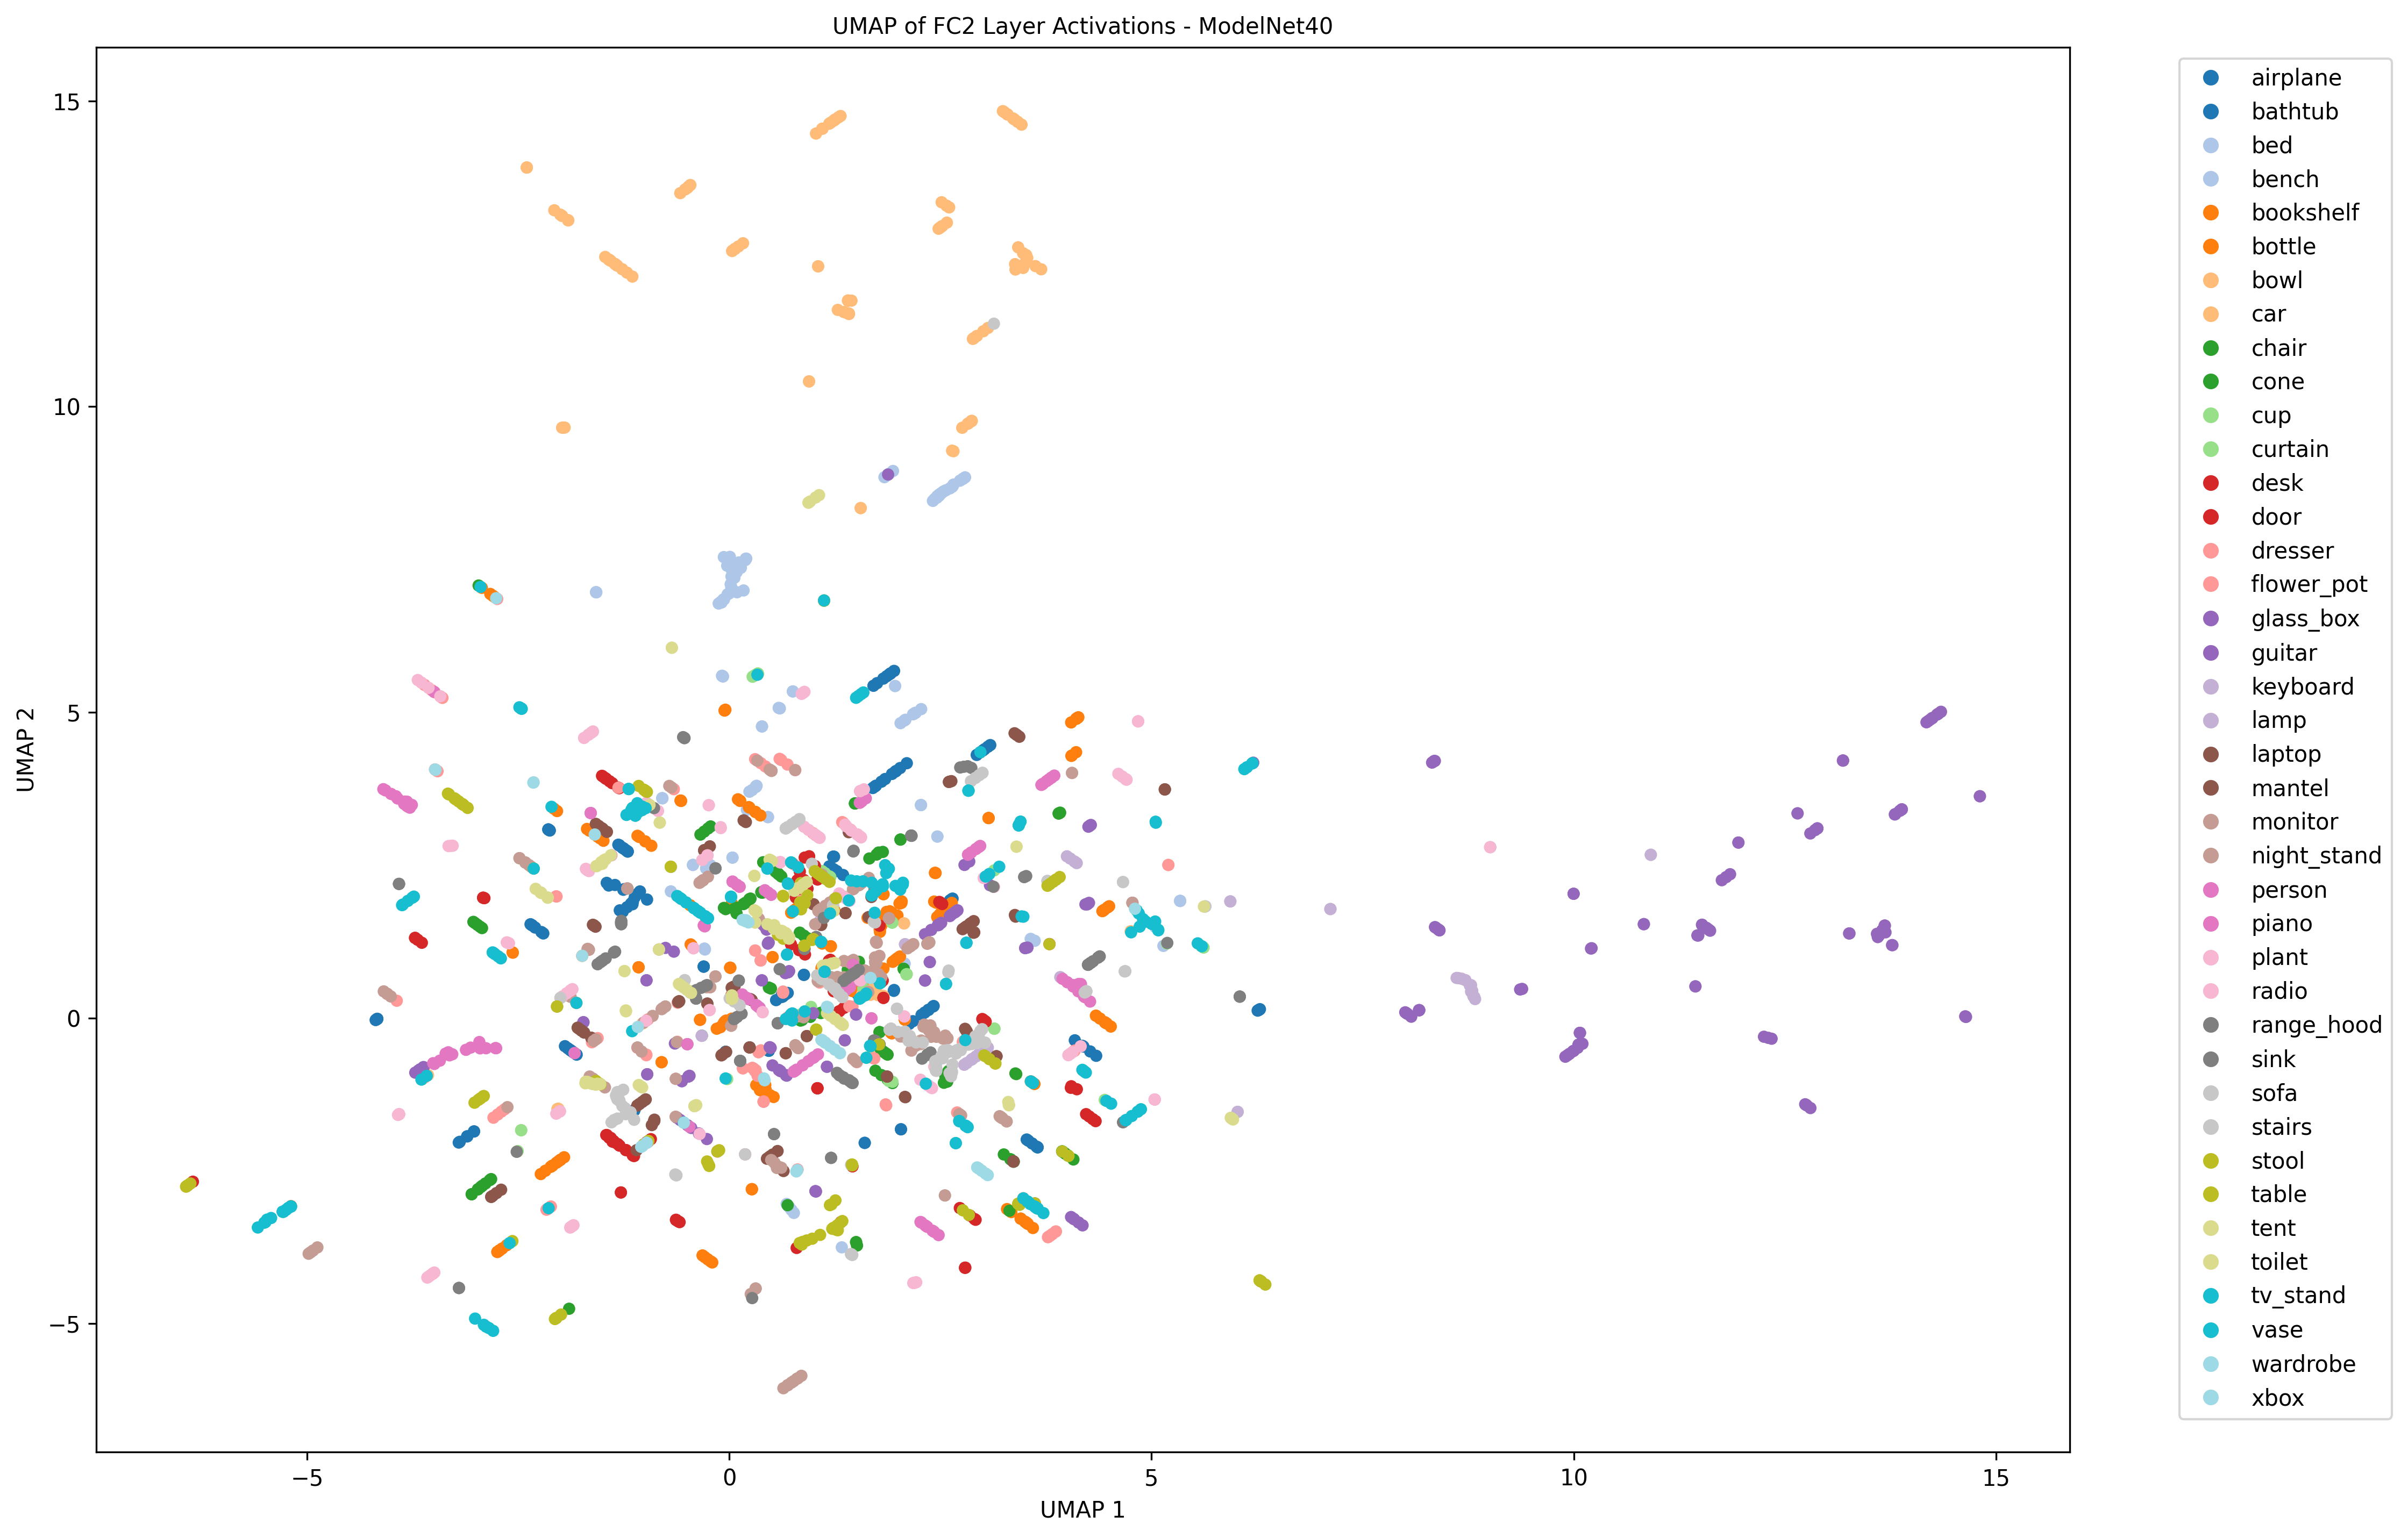 UMAP of FC2 Layer Activations - ModelNet40
15
10
5
0
−5
UMAP 2
−5
0
5
10
15
UMAP 1
airplane
bathtub
bed
bench
bookshelf
bottle
bowl
car
chair
cone
cup
curtain
desk
door
dresser
flower_pot
glass_box
guitar
keyboard
lamp
laptop
mantel
monitor
night_stand
person
piano
plant
radio
range_hood
sink
sofa
stairs
stool
table
tent
toilet
tv_stand
vase
wardrobe
xbox